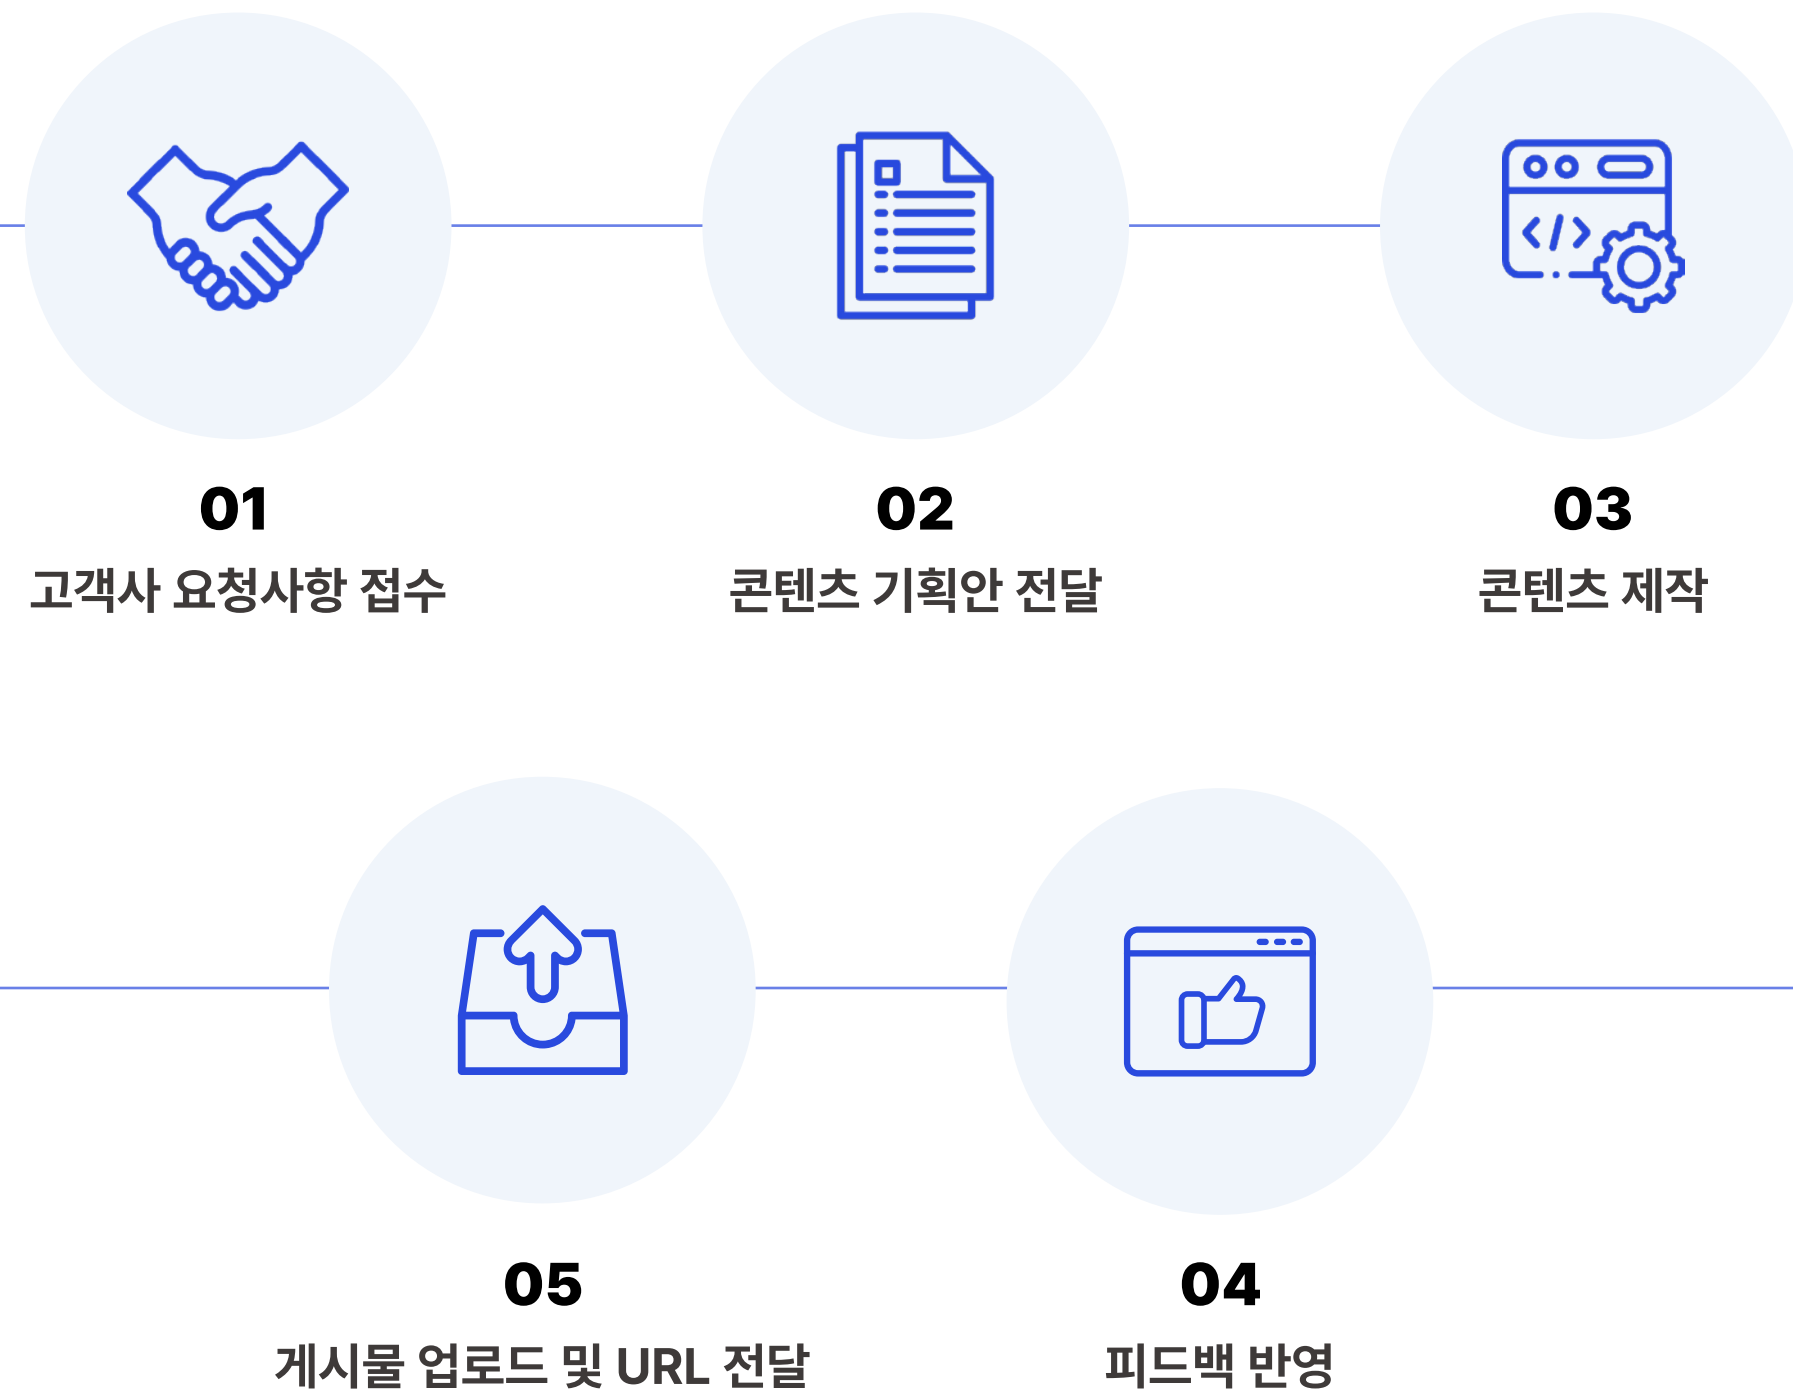 01
고객사 요청사항 접수
02
콘텐츠 기획안 전달
03
콘텐츠 제작
05
게시물 업로드 및 URL 전달
04
피드백 반영